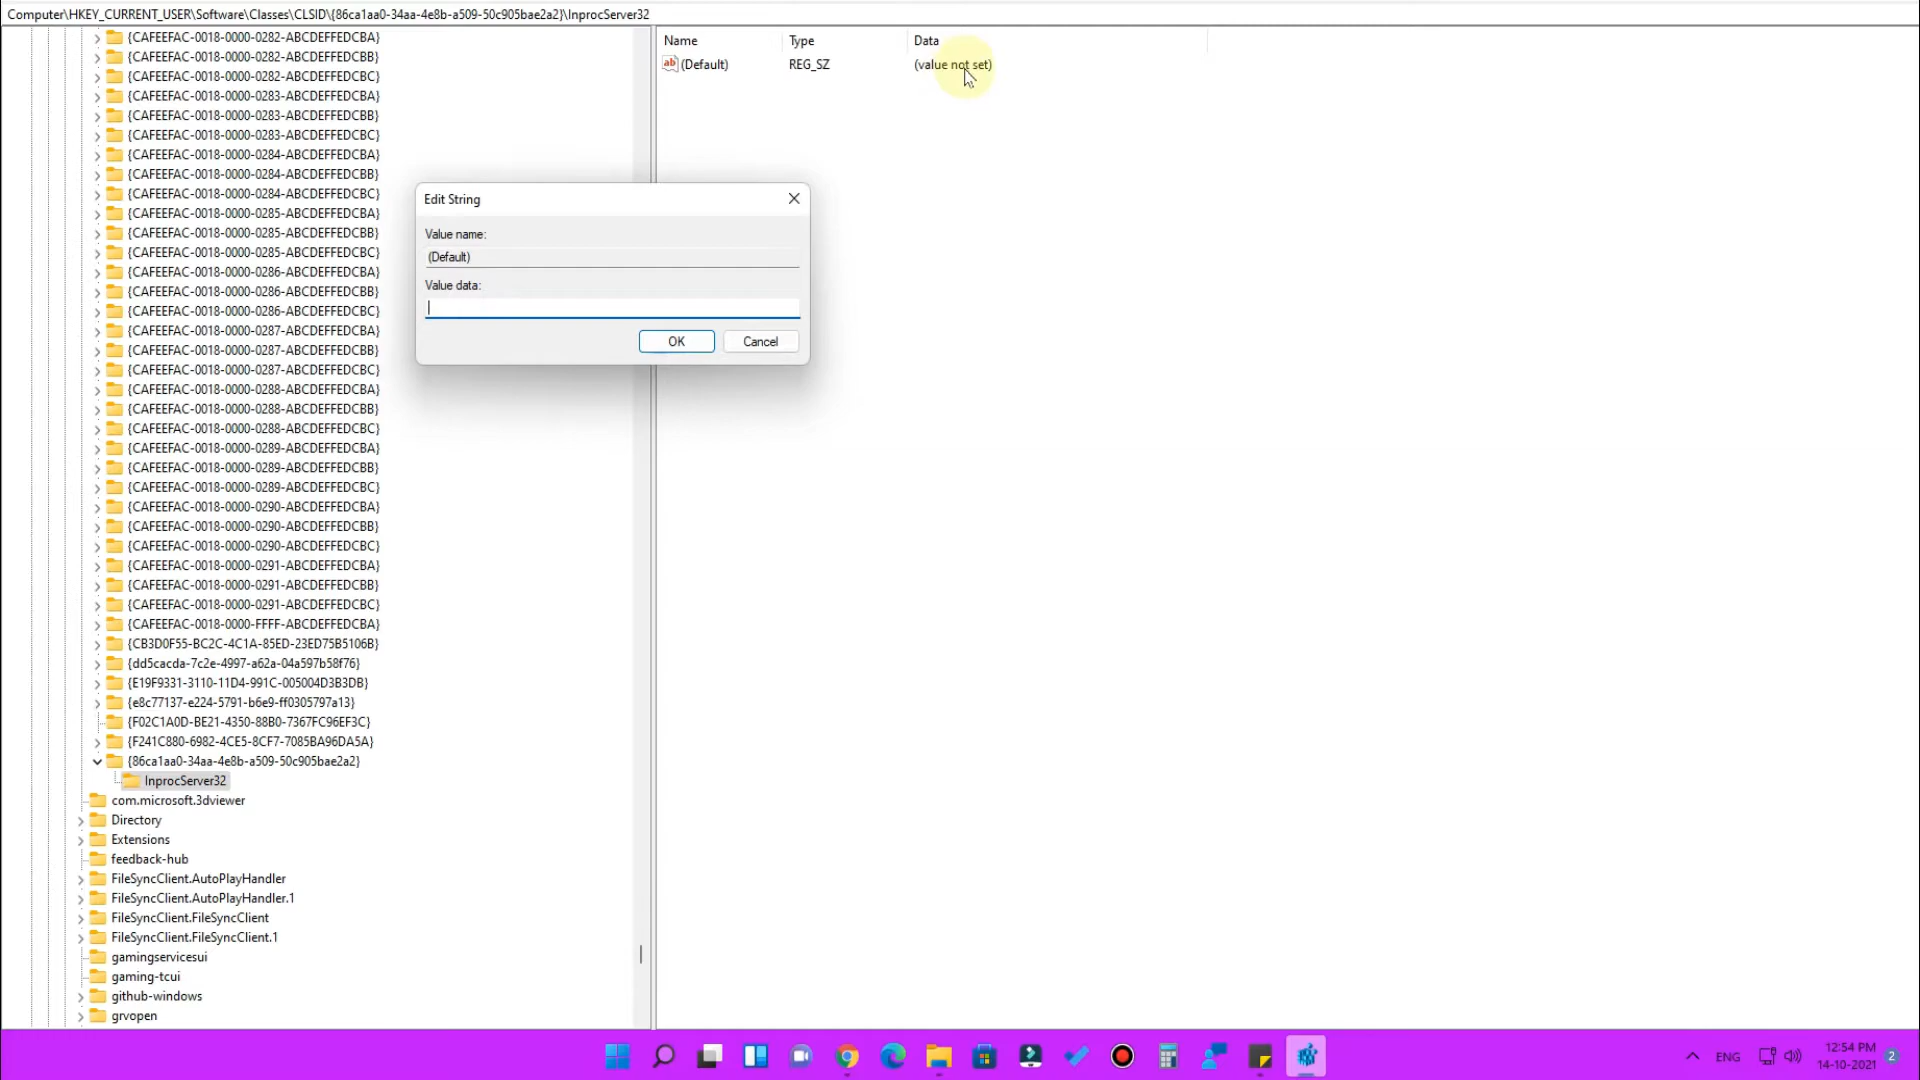 Computer\HKEY_CURRENT_USER\Software\Classes\CLSID\{86ca1aa0-34aa-4e8b-a509-50c905bae2a2}\InprocServer32
{CAFEEFAC-0018-0000-0282-ABCDEFFEDCBA}
{CAFEEFAC-0018-0000-0282-ABCDEFFEDCBB}
{CAFEEFAC-0018-0000-0282-ABCDEFFEDCBC}
{CAFEEFAC-0018-0000-0283-ABCDEFFEDCBA}
{CAFEEFAC-0018-0000-0283-ABCDEFFEDCBB}
{CAFEEFAC-0018-0000-0283-ABCDEFFEDCBC}
{CAFEEFAC-0018-0000-0284-ABCDEFFEDCBA}
{CAFEEFAC-0018-0000-0284-ABCDEFFEDCBB}
{CAFEEFAC-0018-0000-0284-ABCDEFFEDCBC}
{CAFEEFAC-0018-0000-0285-ABCDEFFEDCBA}
{CAFEEFAC-0018-0000-0285-ABCDEFFEDCBB}
{CAFEEFAC-0018-0000-0285-ABCDEFFEDCBC}
{CAFEEFAC-0018-0000-0286-ABCDEFFEDCBA}
{CAFEEFAC-0018-0000-0286-ABCDEFFEDCBB}
{CAFEEFAC-0018-0000-0286-ABCDEFFEDCBC}
{CAFEEFAC-0018-0000-0287-ABCDEFFEDCBA}
{CAFEEFAC-0018-0000-0287-ABCDEFFEDCBB}
{CAFEEFAC-0018-0000-0287-ABCDEFFEDCBC}
{CAFEEFAC-0018-0000-0288-ABCDEFFEDCBA}
{CAFEEFAC-0018-0000-0288-ABCDEFFEDCBB}
{CAFEEFAC-0018-0000-0288-ABCDEFFEDCBC}
{CAFEEFAC-0018-0000-0289-ABCDEFFEDCBA}
{CAFEEFAC-0018-0000-0289-ABCDEFFEDCBB}
{CAFEEFAC-0018-0000-0289-ABCDEFFEDCBC}
{CAFEEFAC-0018-0000-0290-ABCDEFFEDCBA}
{CAFEEFAC-0018-0000-0290-ABCDEFFEDCBB}
{CAFEEFAC-0018-0000-0290-ABCDEFFEDCBC}
{CAFEEFAC-0018-0000-0291-ABCDEFFEDCBA}
{CAFEEFAC-0018-0000-0291-ABCDEFFEDCBB}
{CAFEEFAC-0018-0000-0291-ABCDEFFEDCBC}
{CAFEEFAC-0018-0000-FFFF-ABCDEFFEDCBA}
{CB3D0F55-BC2C-4C1A-85ED-23ED75B5106B}
{dd5cacda-7c2e-4997-a62a-04a597b58f76}
{E19F9331-3110-11D4-991C-005004D3B3DB}
{e8c77137-e224-5791-b6e9-ff0305797a13}
{F02C1A0D-BE21-4350-88B0-7367FC96EF3C}
{F241C880-6982-4CE5-8CF7-7085BA96DA5A}
{86ca1aa0-34aa-4e8b-a509-50c905bae2a2}
InprocServer32
com.microsoft.3dviewer
Directory
Extensions
feedback-hub
FileSyncClient.AutoPlayHandler
FileSyncClient.AutoPlayHandler.1
FileSyncClient.FileSyncClient
FileSyncClient.FileSyncClient.1
gamingservicesui
gaming-tcui
github-windows
grvopen
Name Type Data
ab (Default) REG_SZ (value not set)
Edit String
Value name:
(Default)
Value data:
OK Cancel
ENG 12:54 PM 2
14-10-2021